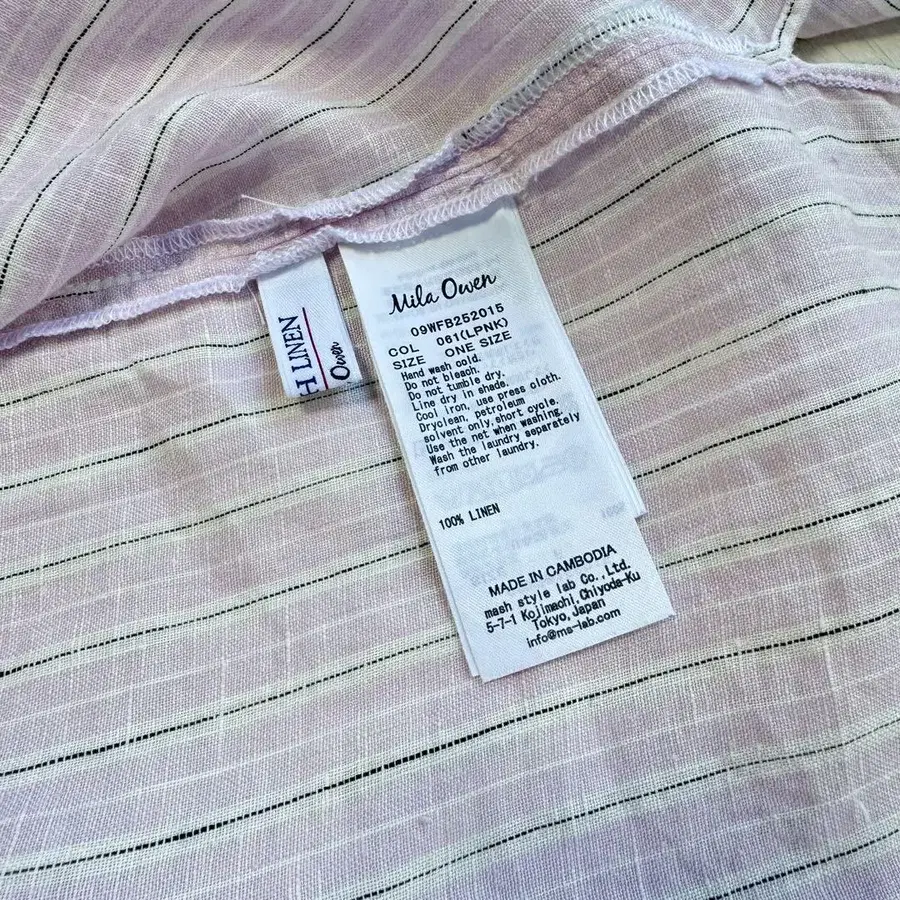 Mila Owen
09WFB252015
COL 061(LPNK)
SIZE ONE SIZE
Hand wash cold.
Do not bleach.
Do not tumble dry.
Line dry in shade.
Cool iron, use press cloth.
Dryclean, petroleum
solvent only, short cycle.
Use the net when washing.
Wash the laundry separately
from other laundry.
100% LINEN
MADE IN CAMBODIA
mash style lab Co., Ltd.
5-7-1 Kojimachi, Chiyoda-Ku
Tokyo, Japan
info@ms-lab.com
H LINEN
Owen